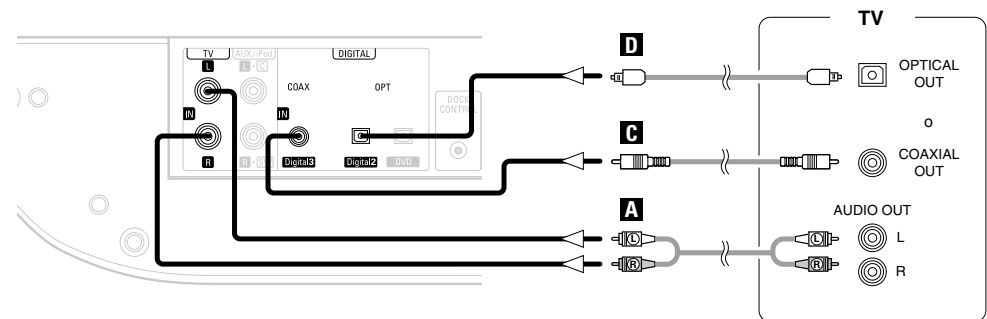 TV
D
OPTICAL
OUT
o
C
COAXIAL
OUT
A
AUDIO OUT
L
L
L
R
R
R
TV
AUX/iPod
DIGITAL
L
L - C
COAX
OPT
DOCK
CONTROL
IN
IN
R
Digital3
Digital2
DVD